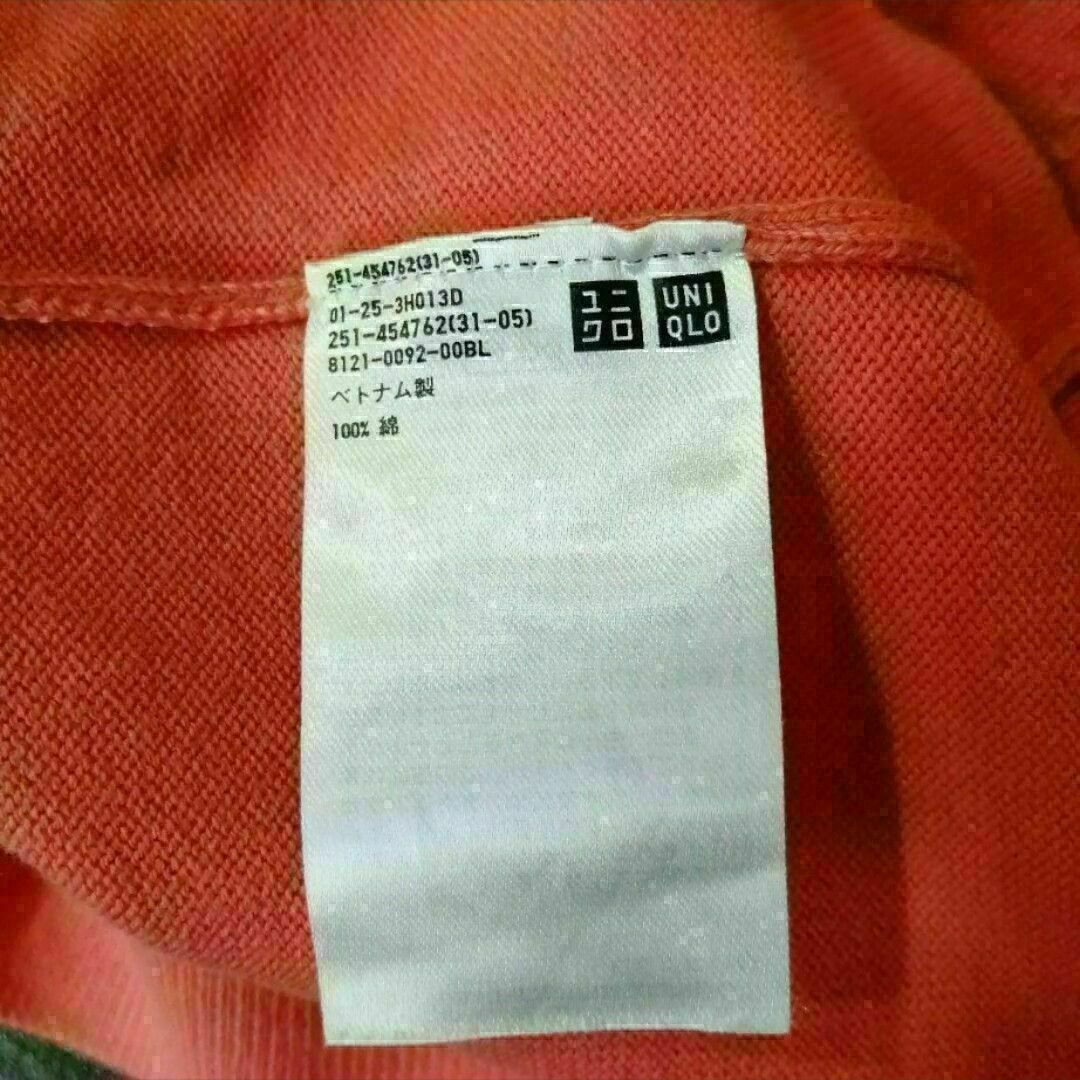 251-454762(31-05)
01-25-3H013D
251-454762(31-05)
8121-0092-00BL
ベトナム製
100% 綿
ユニ
クロ
UNI
QLO